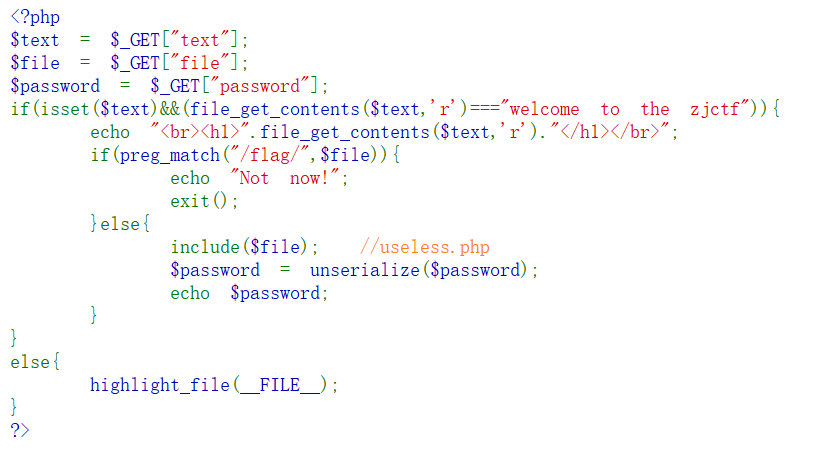 <?php
$text = $_GET["text"];
$file = $_GET["file"];
$password = $_GET["password"];
if(isset($text)&&(file_get_contents($text,'r')==="welcome to the zjctf")){
echo "<br><h1>".file_get_contents($text,'r')."</h1></br>";
if(preg_match("/flag/",$file)){
echo "Not now!";
exit();
}else{
include($file); //useless.php
$password = unserialize($password);
echo $password;
}
}
else{
highlight_file(__FILE__);
}
?>